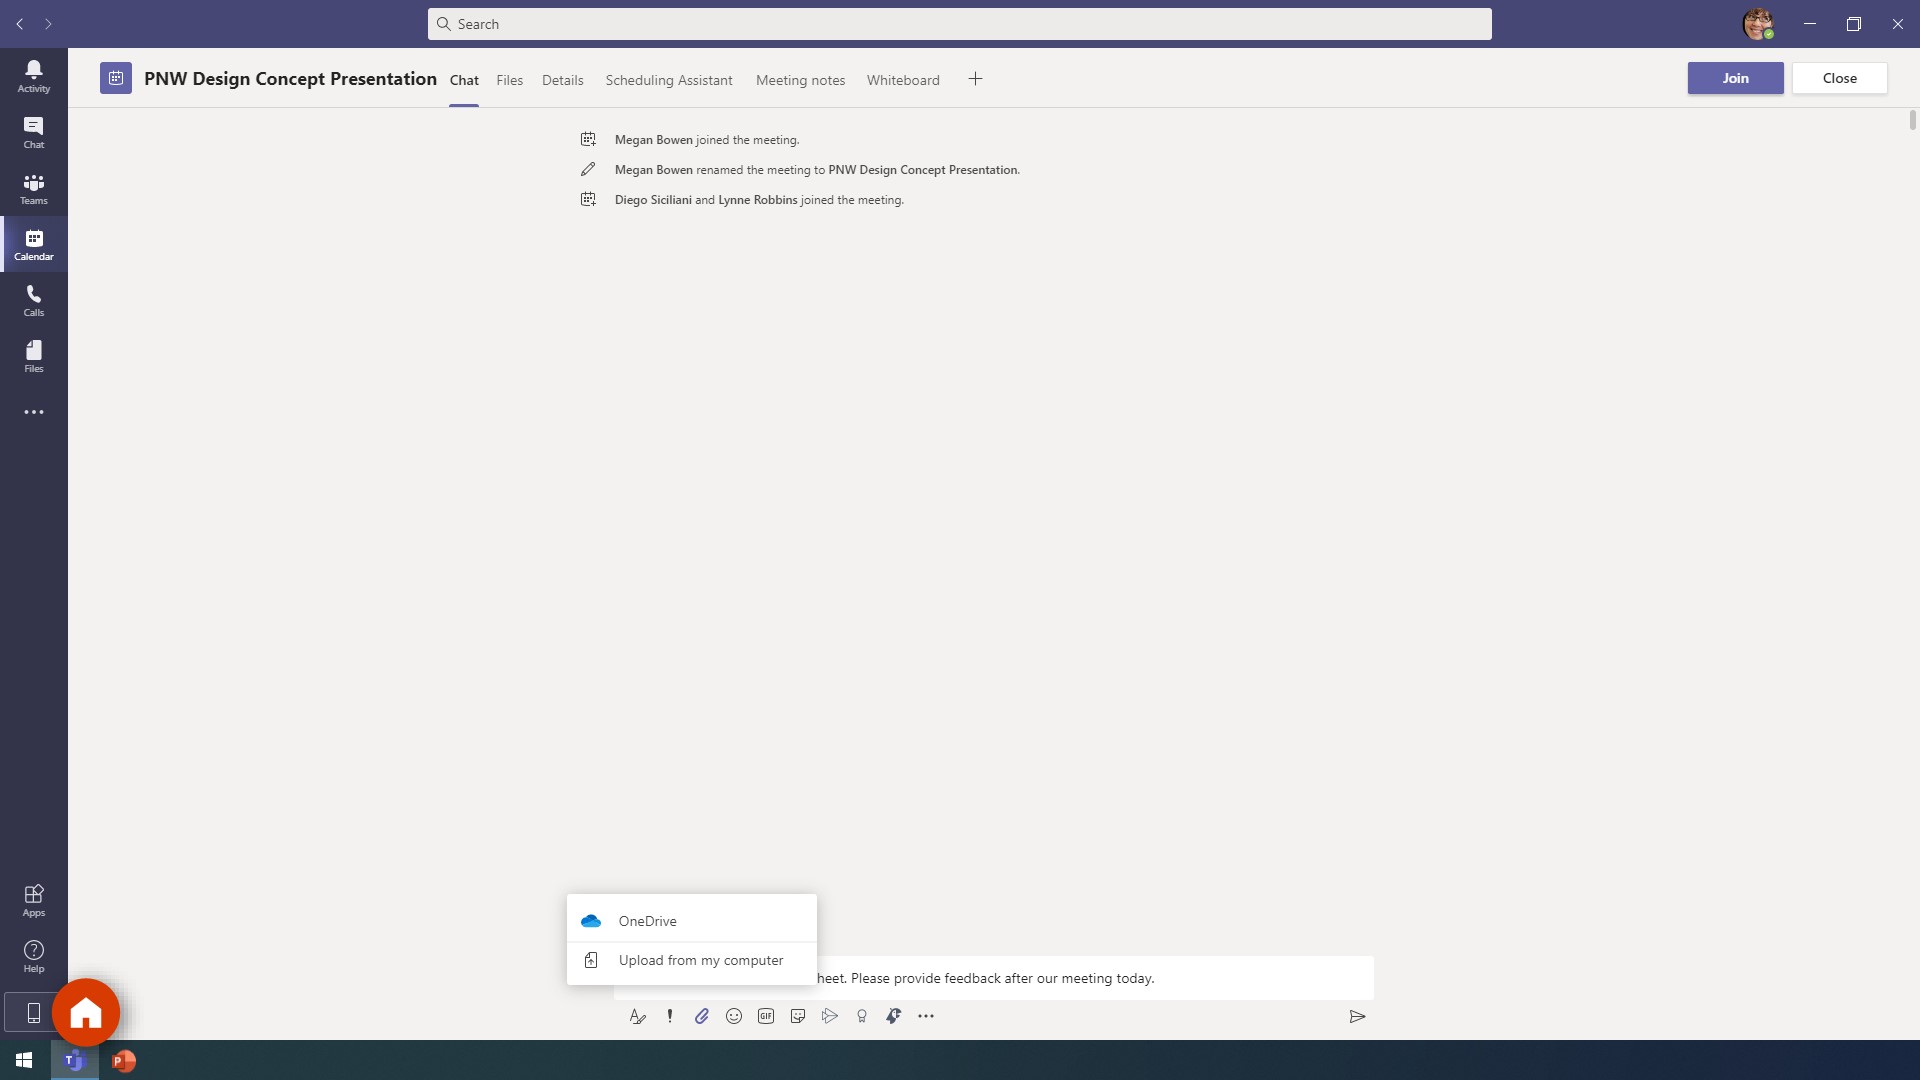 Search
PNW Design Concept Presentation Chat Files Details Scheduling Assistant Meeting notes Whiteboard Join Close
Activity
Chat
Teams
Calendar
Calls
Files
Apps
Help
Megan Bowen joined the meeting.
Megan Bowen renamed the meeting to PNW Design Concept Presentation.
Diego Siciliani and Lynne Robbins joined the meeting.
OneDrive
Upload from my computer
heet. Please provide feedback after our meeting today.
GIF
T
P